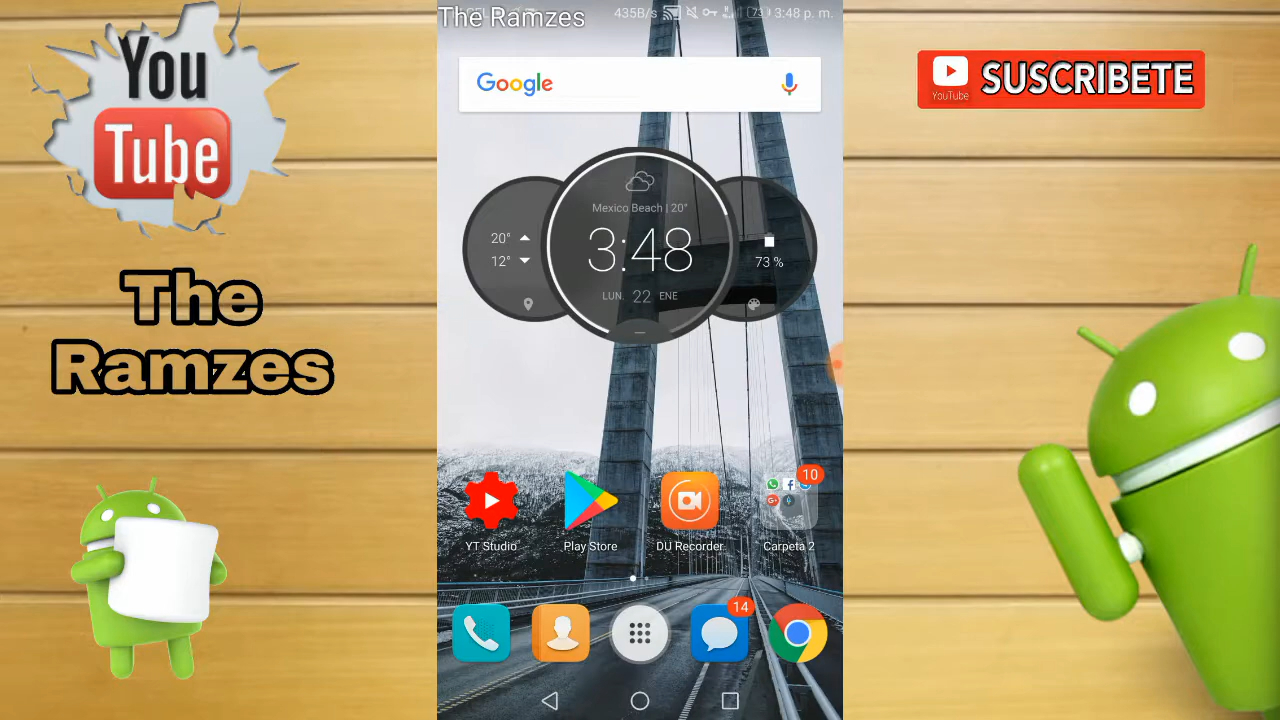 You
Tube
The
Ramzes
The Ramzes
435B/s 73 3:48 p. m.
Google
Mexico Beach | 20°
20°
12°
3:48
LUN. 22 ENE
73 %
10
YT Studio
Play Store
DU Recorder
Carpeta 2
14
YouTube
SUSCRIBETE